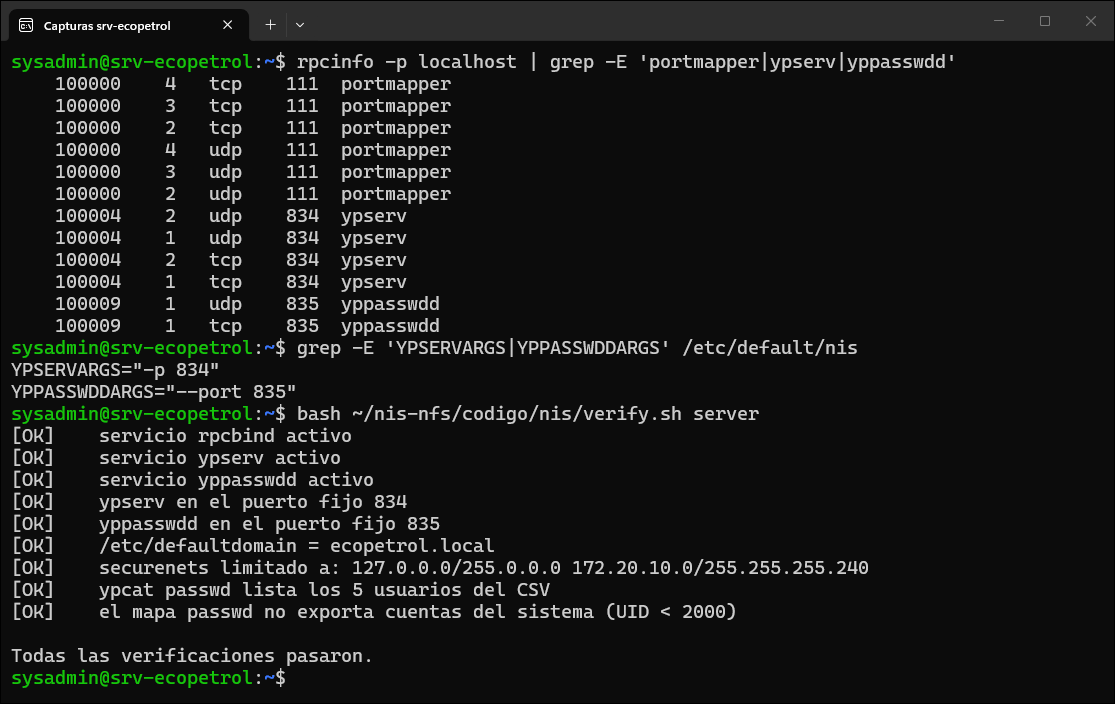 Capturas srv-ecopetrol
sysadmin@srv-ecopetrol:~$ rpcinfo -p localhost | grep -E 'portmapper|ypserv|yppasswdd'
    100000    4   tcp    111  portmapper
    100000    3   tcp    111  portmapper
    100000    2   tcp    111  portmapper
    100000    4   udp    111  portmapper
    100000    3   udp    111  portmapper
    100000    2   udp    111  portmapper
    100004    2   udp    834  ypserv
    100004    1   udp    834  ypserv
    100004    2   tcp    834  ypserv
    100004    1   tcp    834  ypserv
    100009    1   udp    835  yppasswdd
    100009    1   tcp    835  yppasswdd
sysadmin@srv-ecopetrol:~$ grep -E 'YPSERVARGS|YPPASSWDDARGS' /etc/default/nis
YPSERVARGS="-p 834"
YPPASSWDDARGS="--port 835"
sysadmin@srv-ecopetrol:~$ bash ~/nis-nfs/codigo/nis/verify.sh server
[OK]    servicio rpcbind activo
[OK]    servicio ypserv activo
[OK]    servicio yppasswdd activo
[OK]    ypserv en el puerto fijo 834
[OK]    yppasswdd en el puerto fijo 835
[OK]    /etc/defaultdomain = ecopetrol.local
[OK]    securenets limitado a: 127.0.0.0/255.0.0.0 172.20.10.0/255.255.255.240
[OK]    ypcat passwd lista los 5 usuarios del CSV
[OK]    el mapa passwd no exporta cuentas del sistema (UID < 2000)
Todas las verificaciones pasaron.
sysadmin@srv-ecopetrol:~$